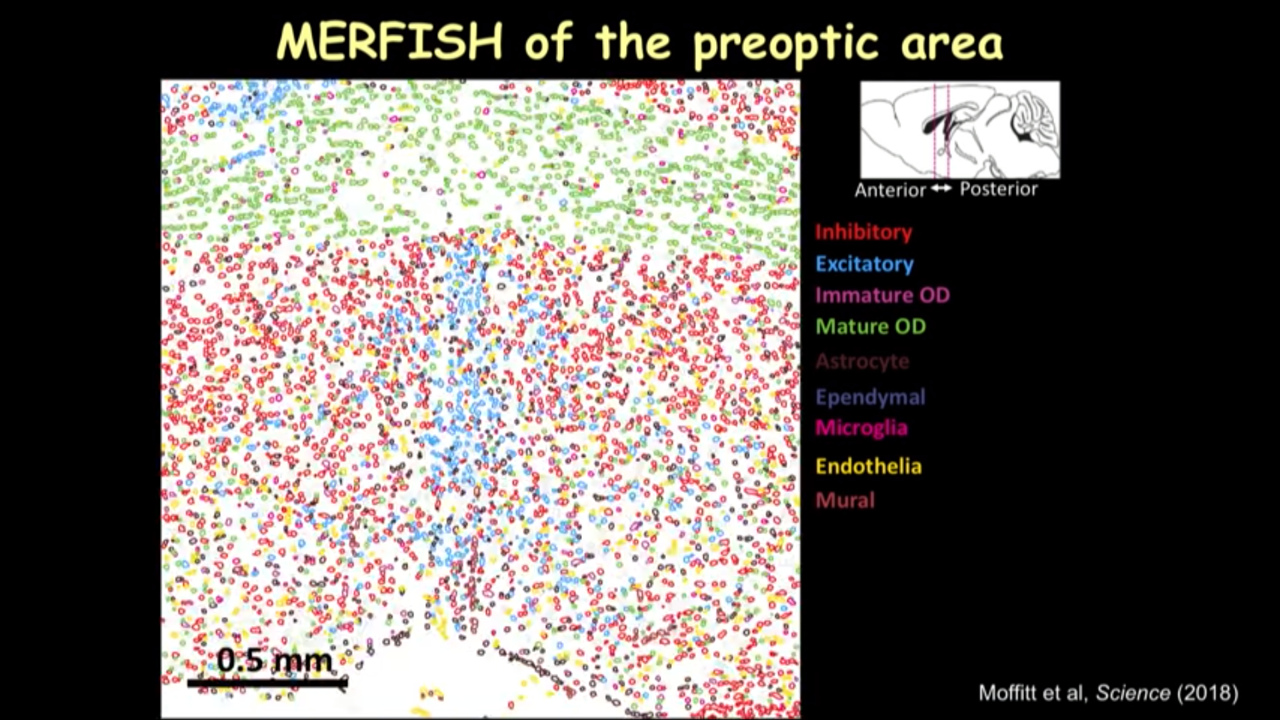 MERFISH of the preoptic area
Anterior ↔ Posterior
Inhibitory
Excitatory
Immature OD
Mature OD
Astrocyte
Ependymal
Microglia
Endothelia
Mural
0.5 mm
Moffitt et al, Science (2018)